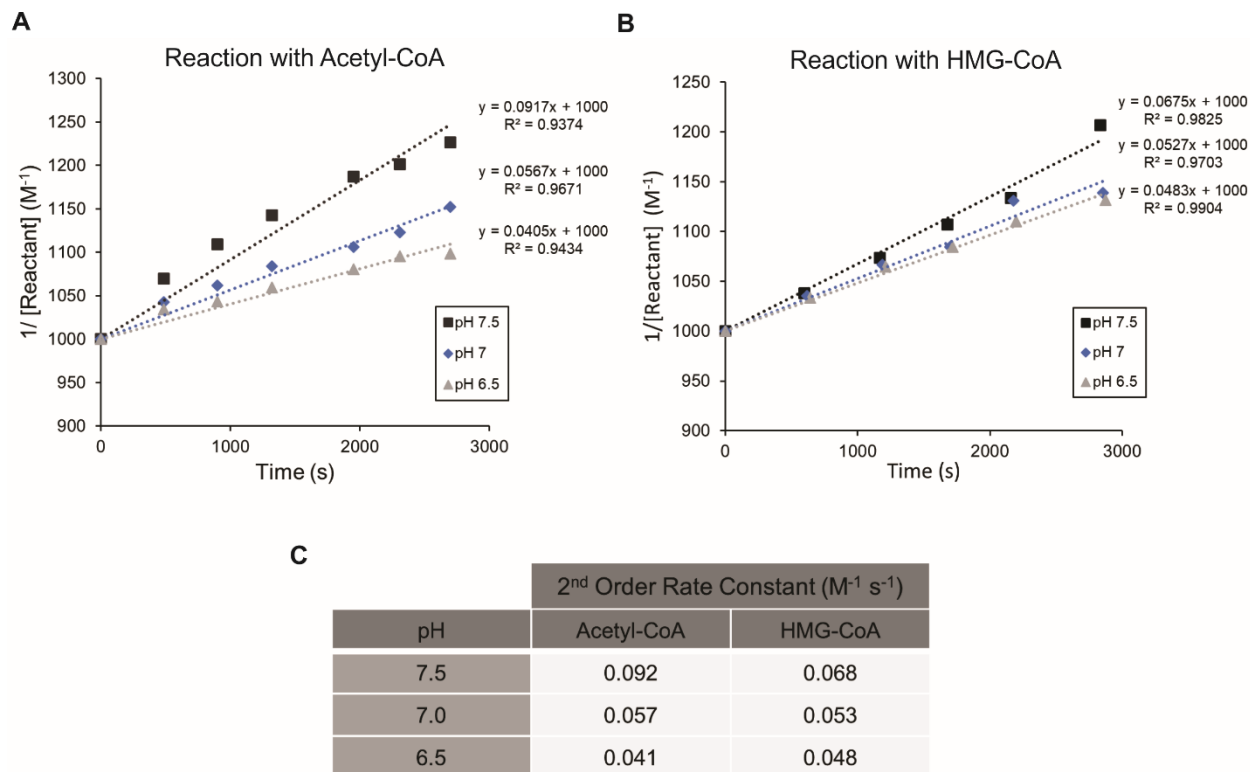 A
Reaction with Acetyl-CoA
1/ [Reactant] (M-1)
1300
1250
1200
1150
1100
1050
1000
950
900
0
1000
2000
3000
Time (s)
y = 0.0917x + 1000
R² = 0.9374
y = 0.0567x + 1000
R² = 0.9671
y = 0.0405x + 1000
R² = 0.9434
pH 7.5
pH 7
pH 6.5
B
Reaction with HMG-CoA
1/[Reactant] (M-1)
1250
1200
1150
1100
1050
1000
950
900
0
1000
2000
3000
Time (s)
y = 0.0675x + 1000
R² = 0.9825
y = 0.0527x + 1000
R² = 0.9703
y = 0.0483x + 1000
R² = 0.9904
pH 7.5
pH 7
pH 6.5
C
2nd Order Rate Constant (M-1 s-1)
pH Acetyl-CoA HMG-CoA
7.5 0.092 0.068
7.0 0.057 0.053
6.5 0.041 0.048